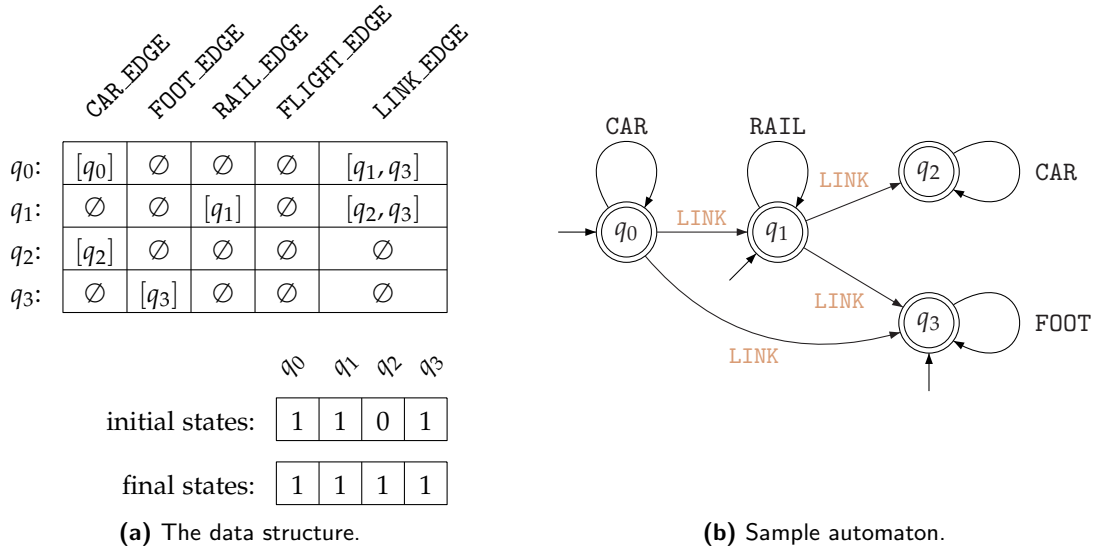 CAR_EDGE FOOT_EDGE RAIL_EDGE FLIGHT_EDGE LINK_EDGE
q0: [q0] ∅ ∅ ∅ [q1, q3]
q1: ∅ ∅ [q1] ∅ [q2, q3]
q2: [q2] ∅ ∅ ∅ ∅
q3: ∅ [q3] ∅ ∅ ∅
q0 q1 q2 q3
initial states: 1 1 0 1
final states: 1 1 1 1
(a) The data structure.
CAR RAIL
q2 CAR
LINK
q0 LINK q1
LINK
q3 FOOT
LINK
(b) Sample automaton.